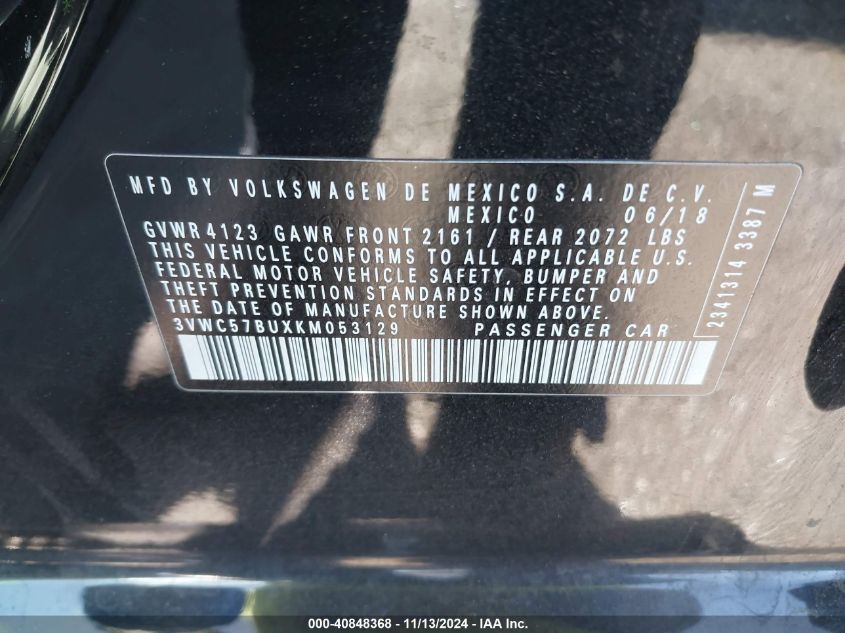 MFD BY VOLKSWAGEN DE MEXICO S.A. DE C.V.
MEXICO 06/18
GVWR 4123 GAWR FRONT 2161 / REAR 2072 LBS
THIS VEHICLE CONFORMS TO ALL APPLICABLE U.S.
FEDERAL MOTOR VEHICLE SAFETY, BUMPER AND
THEFT PREVENTION STANDARDS IN EFFECT ON
THE DATE OF MANUFACTURE SHOWN ABOVE.
3VWC57BUXKM053129 PASSENGER CAR
2341314 3387 M
000-40848368 - 11/13/2024 - IAA Inc.